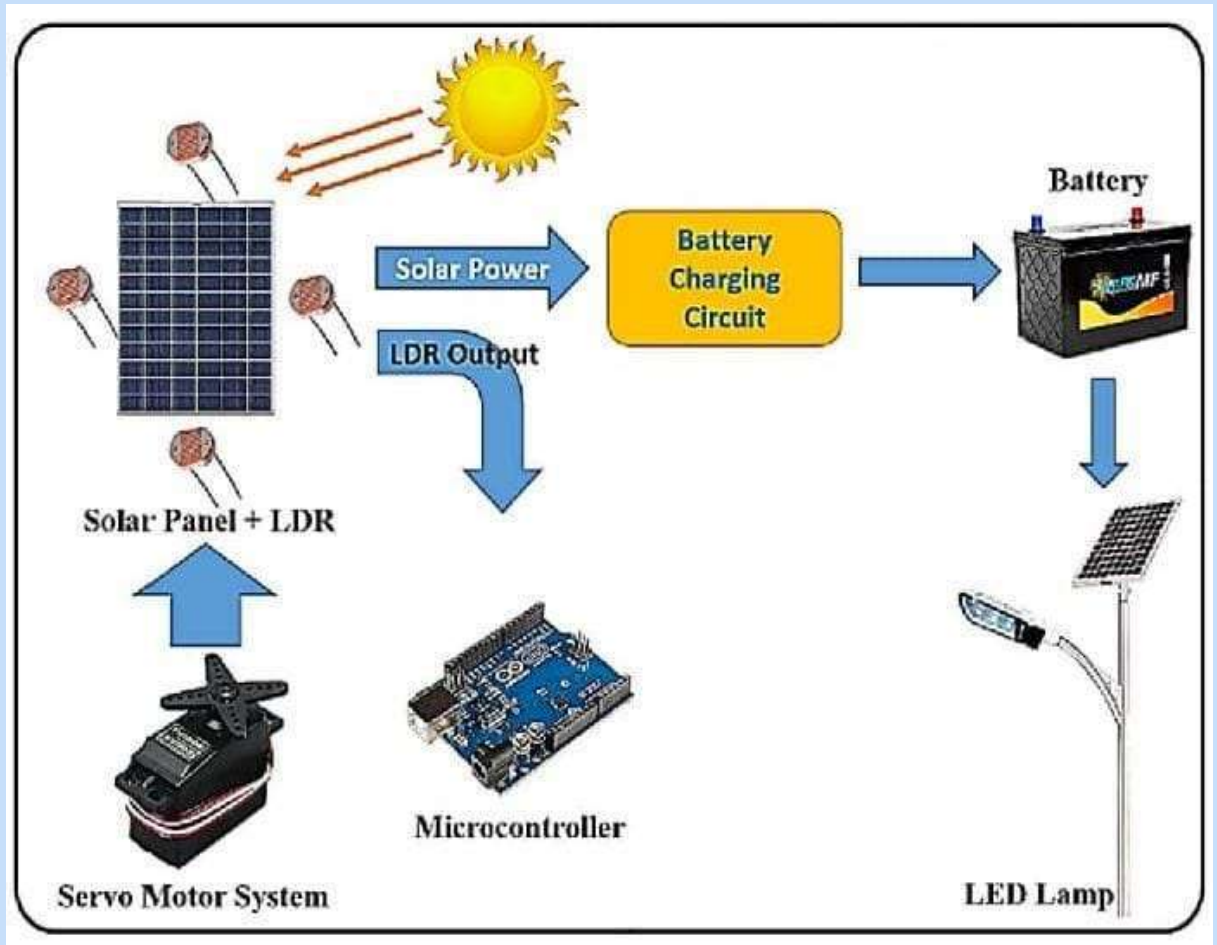 Battery
Solar Power
Battery
Charging
Circuit
LDR Output
Solar Panel + LDR
Microcontroller
Servo Motor System
LED Lamp